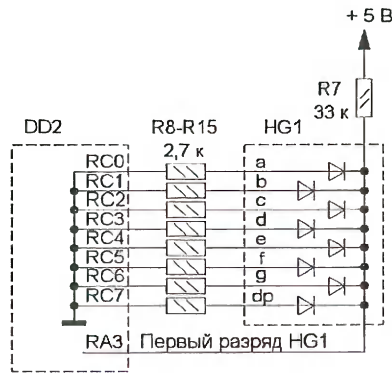 + 5 В
R7
33 к
DD2
R8-R15
HG1
2,7 к
RC0
a
RC1
b
RC2
c
RC3
d
RC4
e
RC5
f
RC6
g
RC7
dp
RA3 Первый разряд HG1